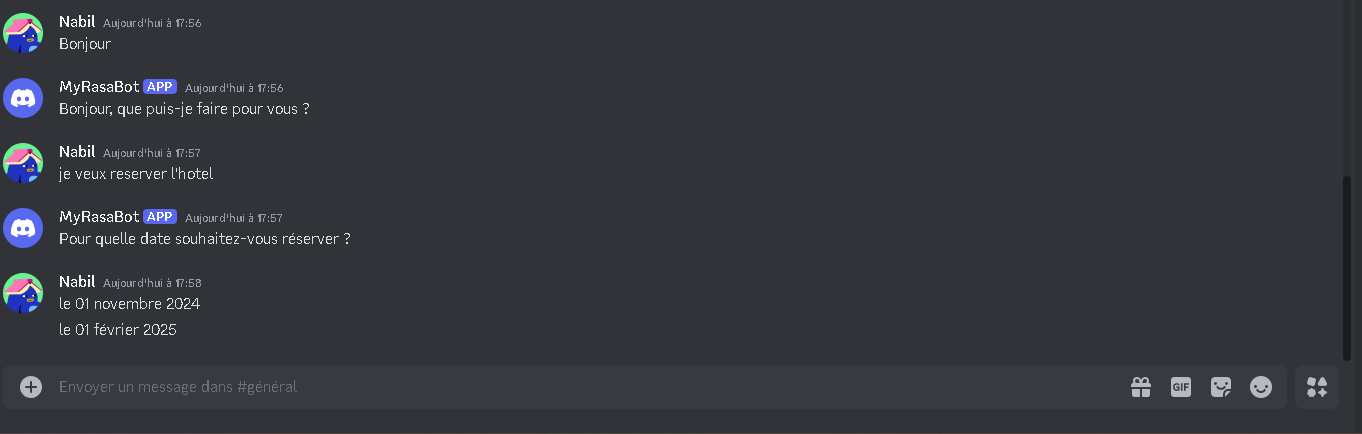 Nabil Aujourd'hui à 17:56
Bonjour
MyRasaBot APP Aujourd'hui à 17:56
Bonjour, que puis-je faire pour vous ?
Nabil Aujourd'hui à 17:57
je veux reserver l'hotel
MyRasaBot APP Aujourd'hui à 17:57
Pour quelle date souhaitez-vous réserver ?
Nabil Aujourd'hui à 17:58
le 01 novembre 2024
le 01 février 2025
Envoyer un message dans #général
GIF